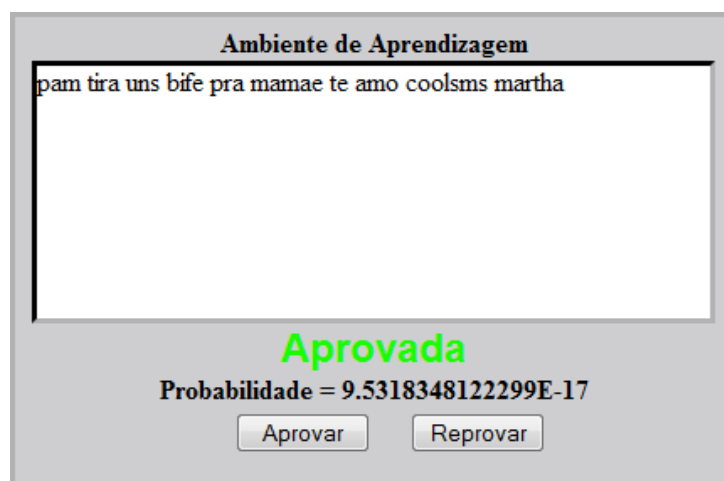 Ambiente de Aprendizagem
pam tira uns bife pra mamae te amo coolsms martha
Aprovada
Probabilidade = 9.5318348122299E-17
Aprovar Reprovar